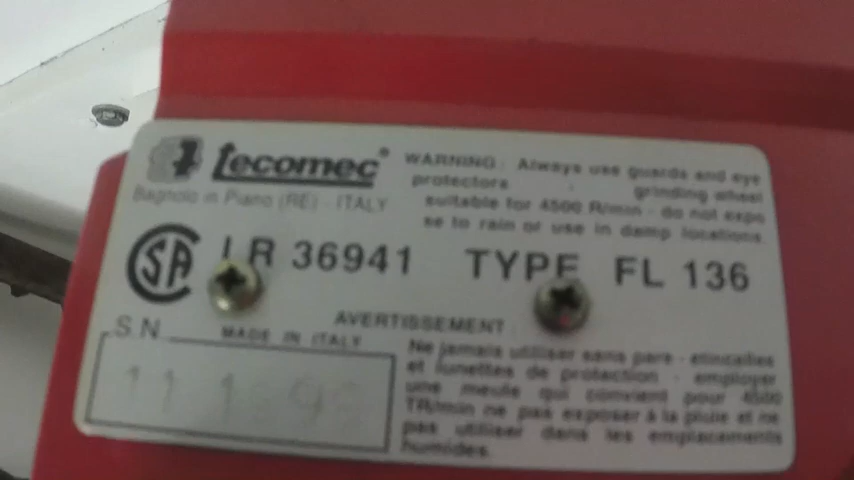 tecomec®
Bagnolo in Piano (RE) - ITALY
WARNING: Always use guards and eye
protectors grinding wheel
suitable for 4500 R/min - do not expo
se to rain or use in damp locations.
LR 36941 TYPE FL 136
AVERTISSEMENT
S.N.
MADE IN ITALY
Ne jamais utiliser sans pare - etincelles
et lunettes de protection - employer
une meule qui convient pour 4500
TR/min ne pas exposer à la pluie et ne
pas utiliser dans les emplacements
humides.